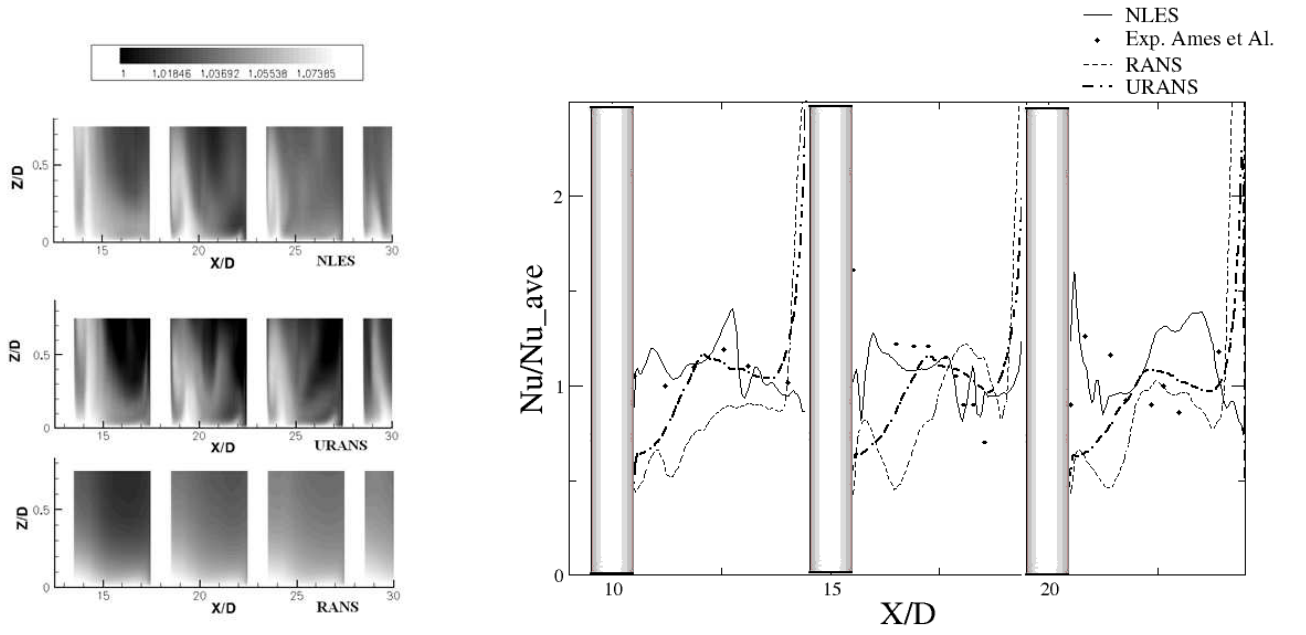 1 1.01846 1.03692 1.05538 1.07385
Z/D
0.5
0
15 20 25 30
X/D
NLES
Z/D
0.5
0
15 20 25 30
X/D
URANS
Z/D
0.5
0
15 20 25 30
X/D
RANS
NLES
Exp. Ames et Al.
RANS
URANS
Nu/Nu_ave
2
1
0
10 15 20
X/D